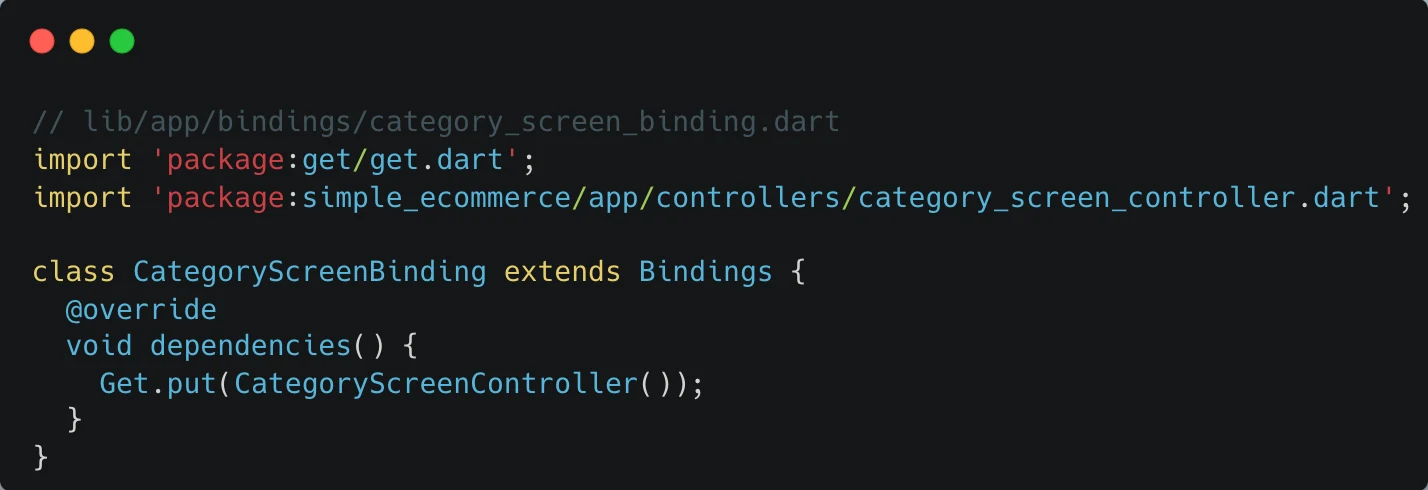 // lib/app/bindings/category_screen_binding.dart
import 'package:get/get.dart';
import 'package:simple_ecommerce/app/controllers/category_screen_controller.dart';
class CategoryScreenBinding extends Bindings {
  @override
  void dependencies() {
    Get.put(CategoryScreenController());
  }
}